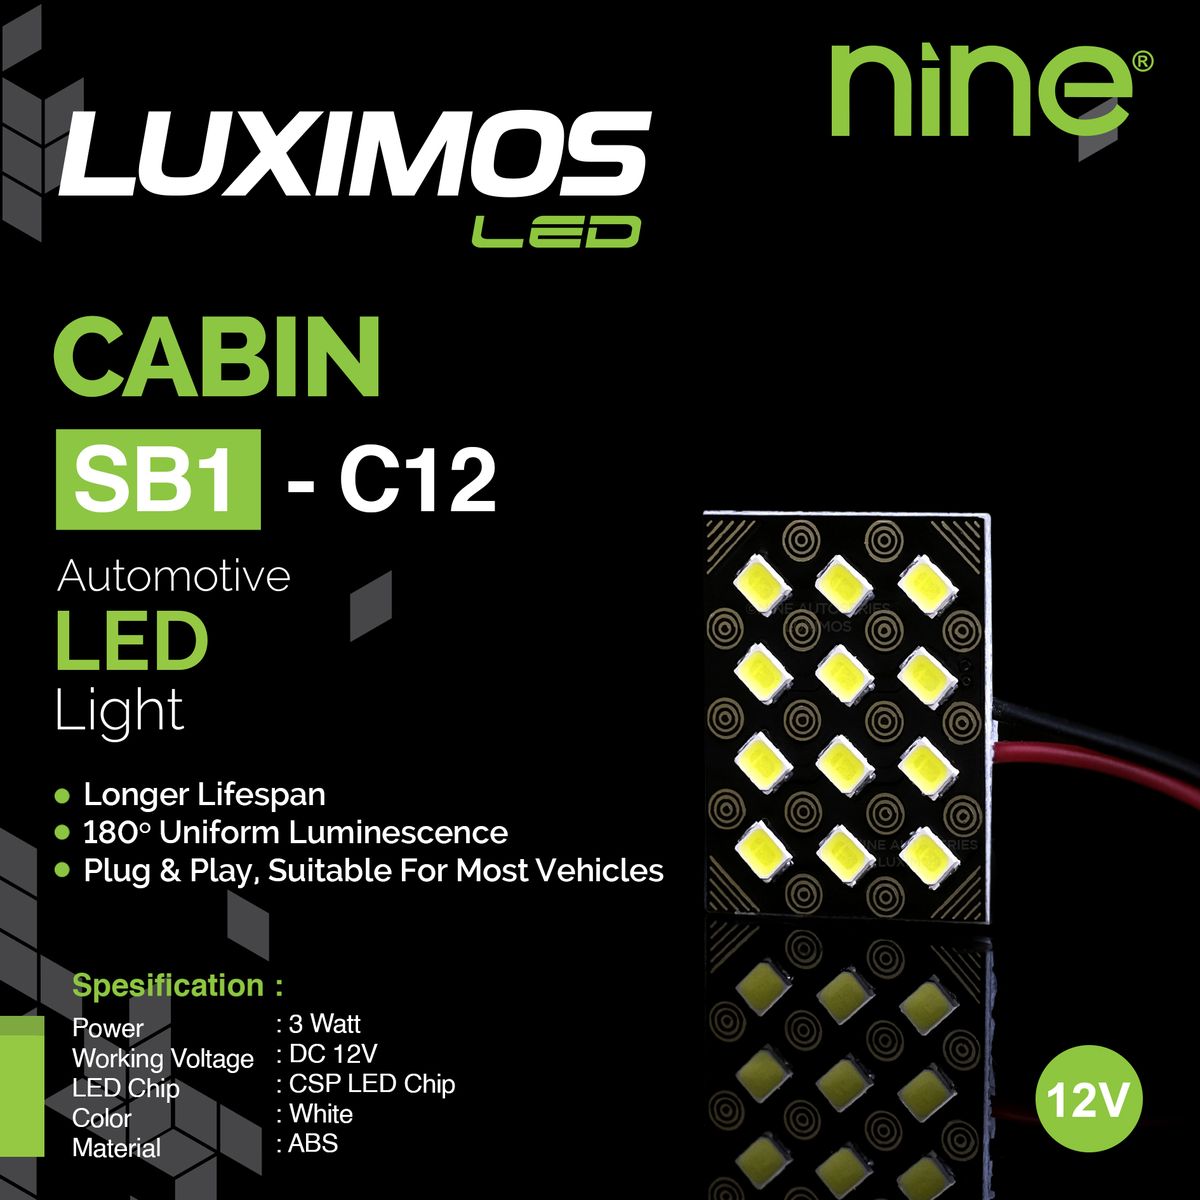 nine®
LUXIMOS
LED
CABIN
SB1 - C12
Automotive
LED
Light
Longer Lifespan
180° Uniform Luminescence
Plug & Play, Suitable For Most Vehicles
Spesification :
Power : 3 Watt
Working Voltage : DC 12V
LED Chip : CSP LED Chip
Color : White
Material : ABS
12V